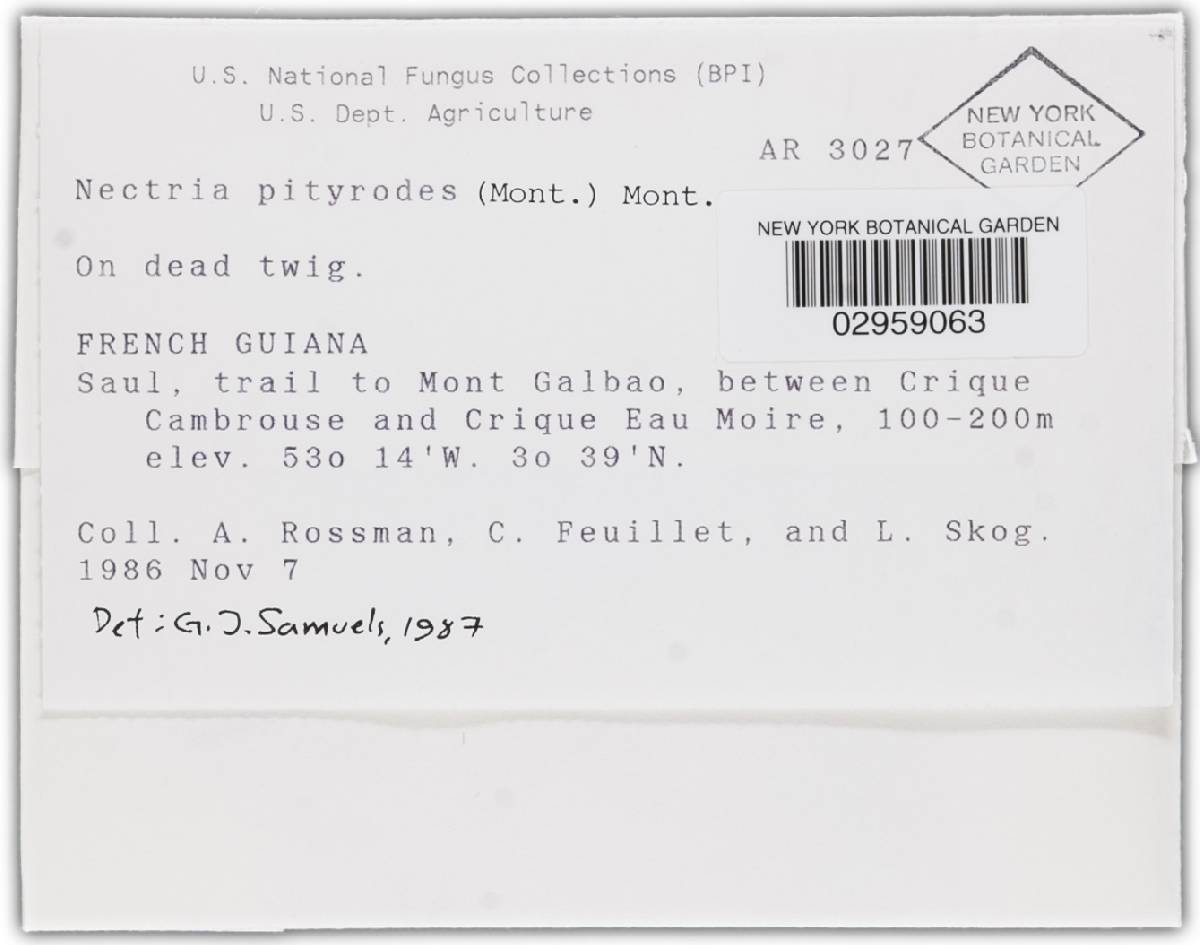 U.S. National Fungus Collections (BPI)
U.S. Dept. Agriculture
AR 3027
NEW YORK
BOTANICAL
GARDEN
Nectria pityrodes (Mont.) Mont.
NEW YORK BOTANICAL GARDEN
02959063
On dead twig.
FRENCH GUIANA
Saul, trail to Mont Galbao, between Crique
Cambrouse and Crique Eau Moire, 100-200m
elev. 53o 14'W. 3o 39'N.
Coll. A. Rossman, C. Feuillet, and L. Skog.
1986 Nov 7
Det: G.J. Samuels, 1987